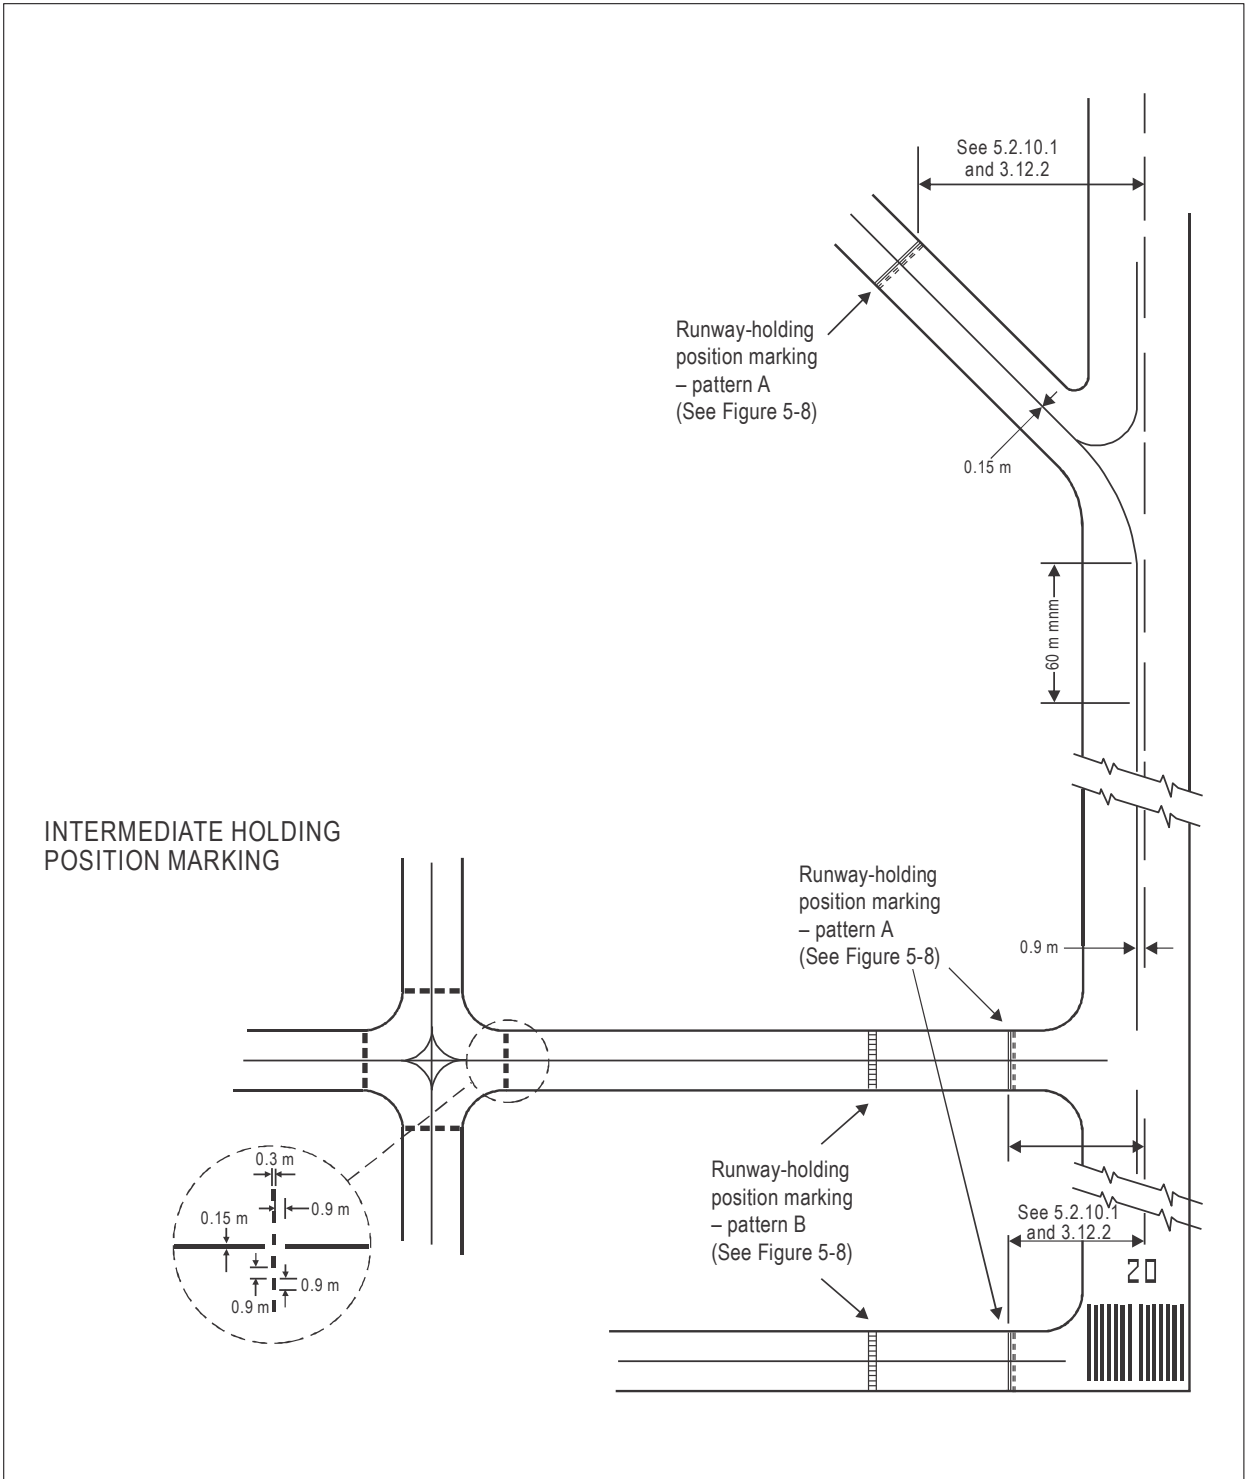 See 5.2.10.1
and 3.12.2
Runway-holding
position marking
– pattern A
(See Figure 5-8)
0.15 m
60 m mnm
INTERMEDIATE HOLDING
POSITION MARKING
Runway-holding
position marking
– pattern A
(See Figure 5-8)
0.9 m
0.3 m
0.9 m
0.15 m
0.9 m
0.9 m
Runway-holding
position marking
– pattern B
(See Figure 5-8)
See 5.2.10.1
and 3.12.2
20